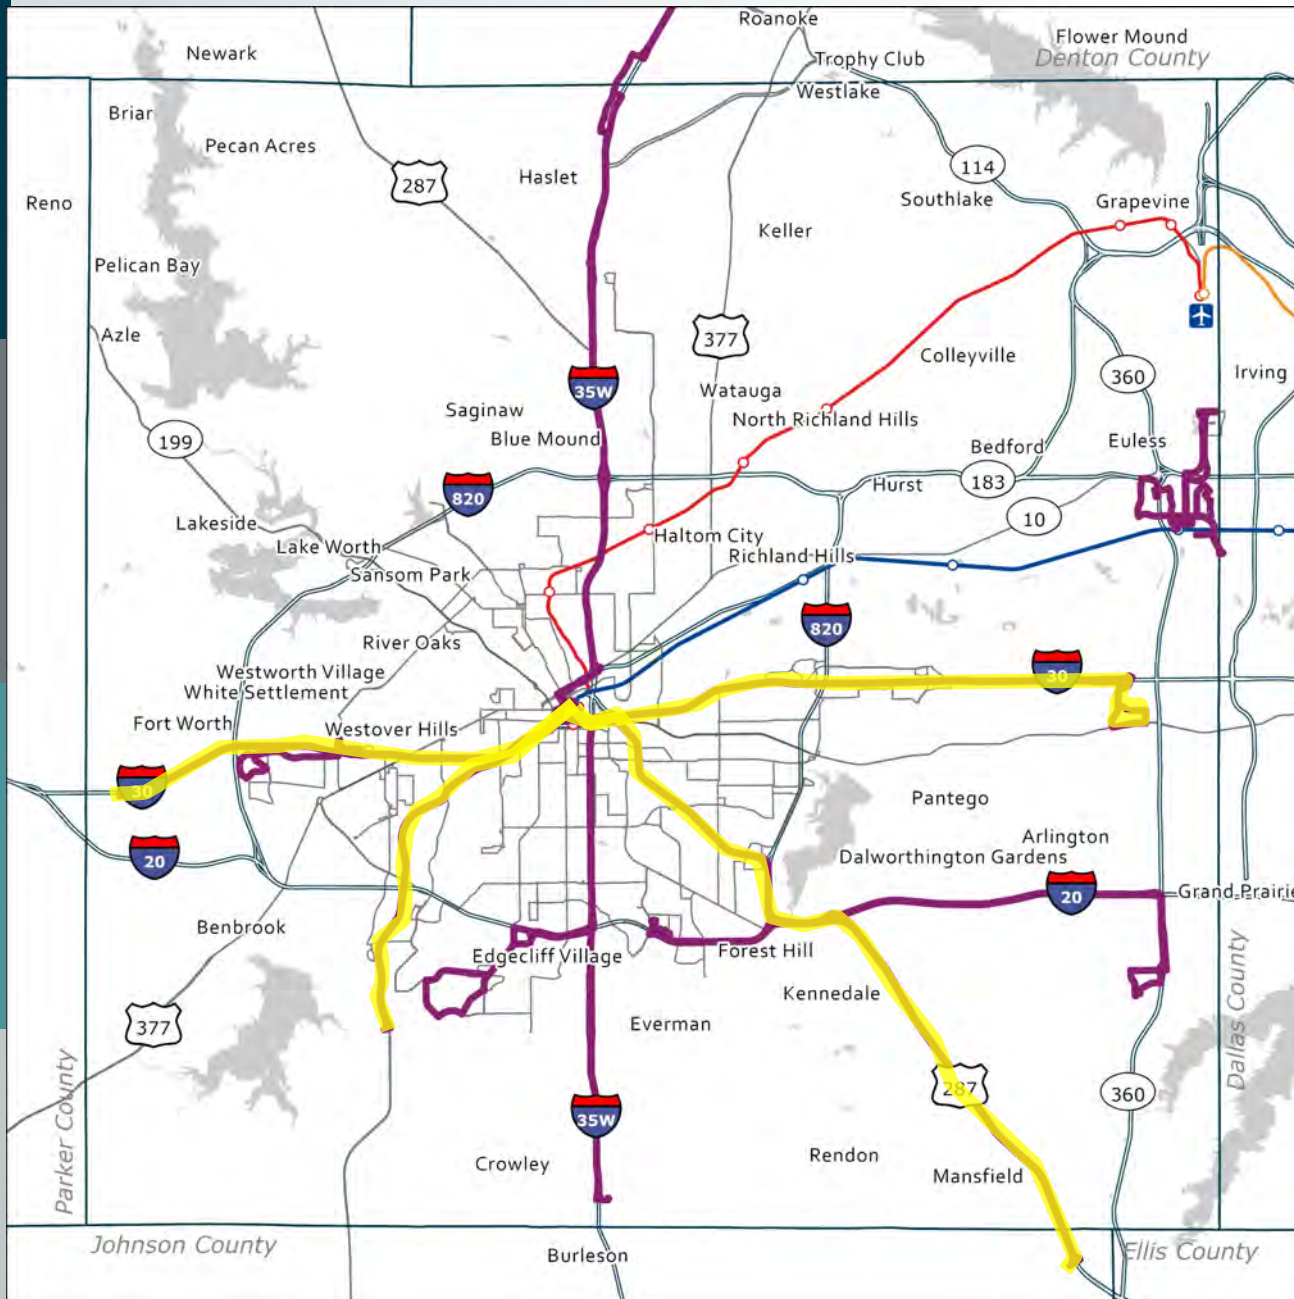 Roanoke
Flower Mound
Denton County
Newark
Trophy Club
Westlake
Briar
Pecan Acres
114
287
Haslet
Southlake
Grapevine
Reno
Keller
Pelican Bay
Azle
377
Colleyville
360
Irving
35W
Watauga
Saginaw
North Richland Hills
Blue Mound
199
Bedford
Euless
820
Hurst
183
10
Lakeside
Haltom City
Lake Worth
Richland Hills
Sansom Park
820
River Oaks
Westworth Village
30
White Settlement
Fort Worth
Westover Hills
30
Pantego
Arlington
20
Dalworthington Gardens
20
Grand Prairie
Benbrook
Edgecliff Village
Forest Hill
Kennedale
377
Everman
Dallas County
287
360
35W
Parker County
Rendon
Crowley
Mansfield
Johnson County
Burleson
Ellis County